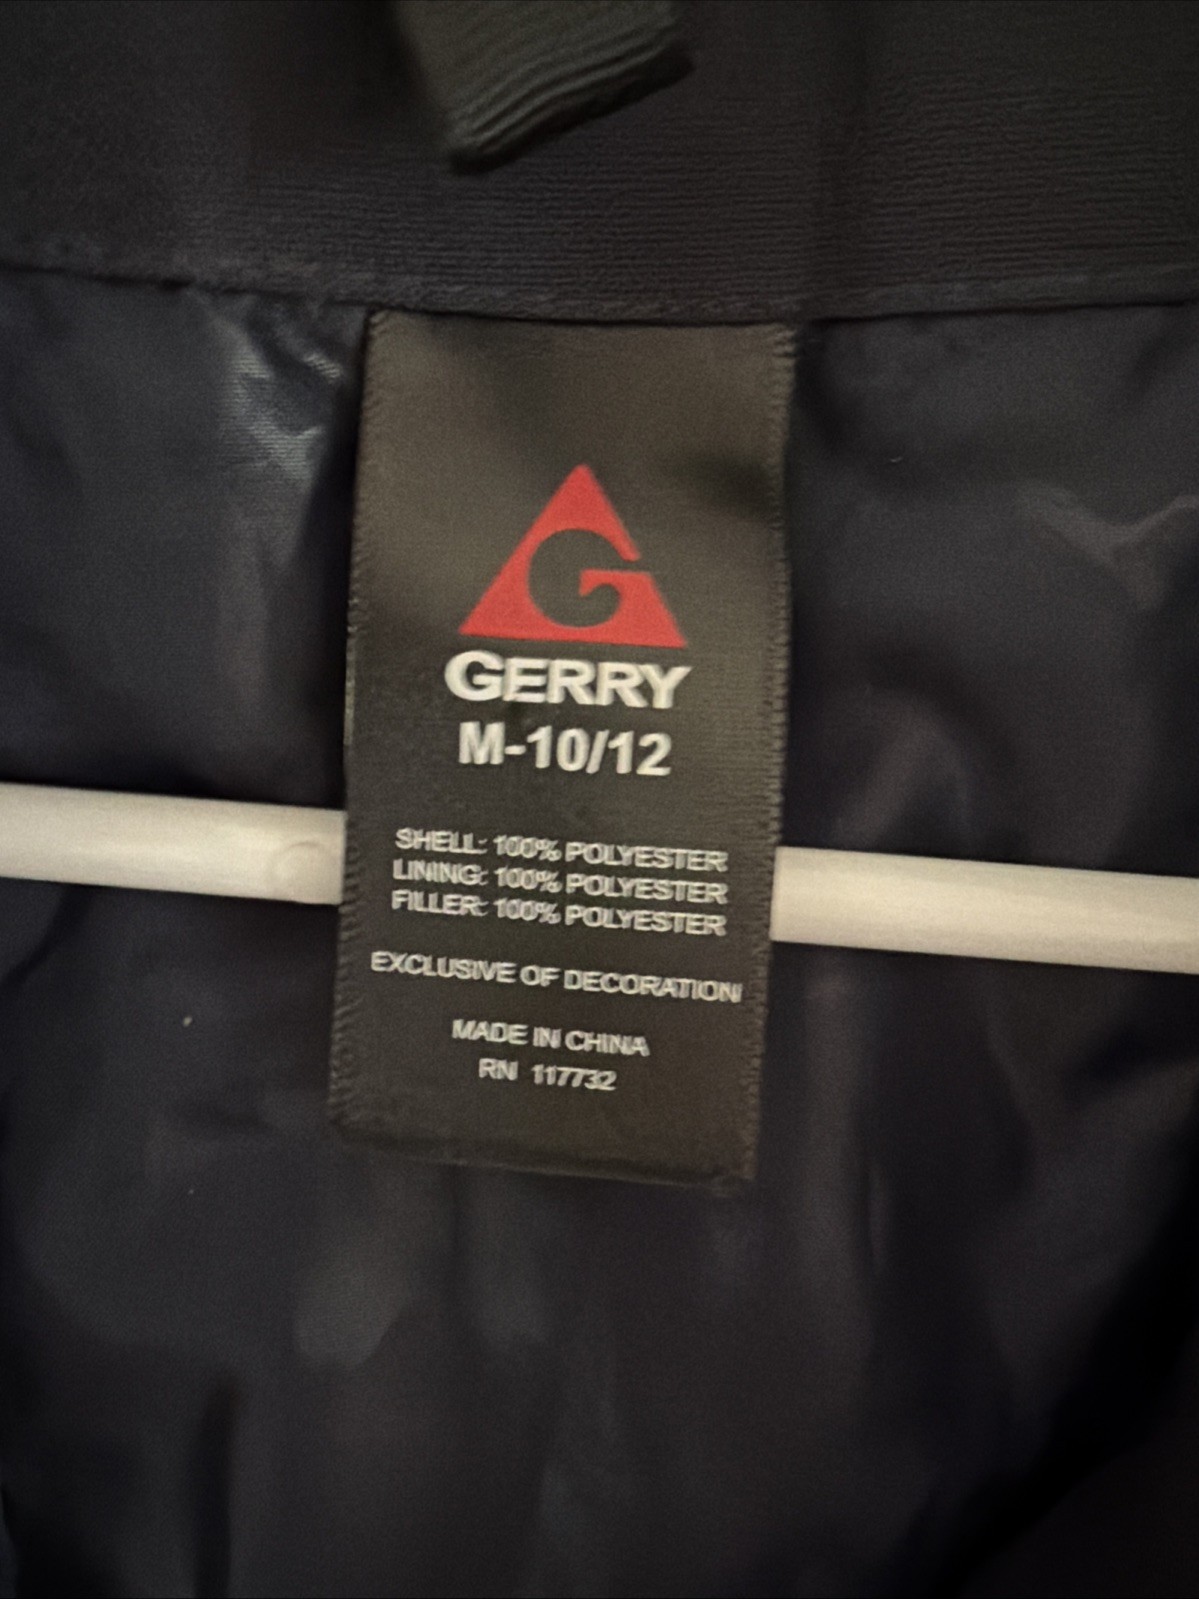 G
GERRY
M-10/12
SHELL: 100% POLYESTER
LINING: 100% POLYESTER
FILLER: 100% POLYESTER
EXCLUSIVE OF DECORATION
MADE IN CHINA
RN 117732